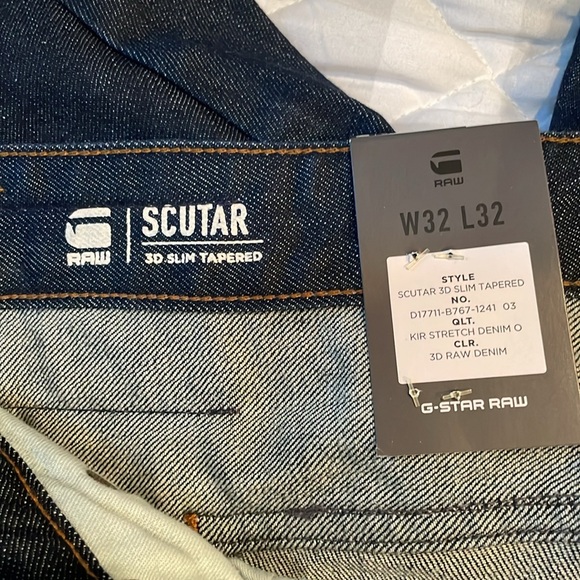 RAW
SCUTAR
3D SLIM TAPERED
RAW
W32 L32
STYLE
SCUTAR 3D SLIM TAPERED
NO.
D17711-B767-1241 03
QLT.
KIR STRETCH DENIM O
CLR.
3D RAW DENIM
G-STAR RAW